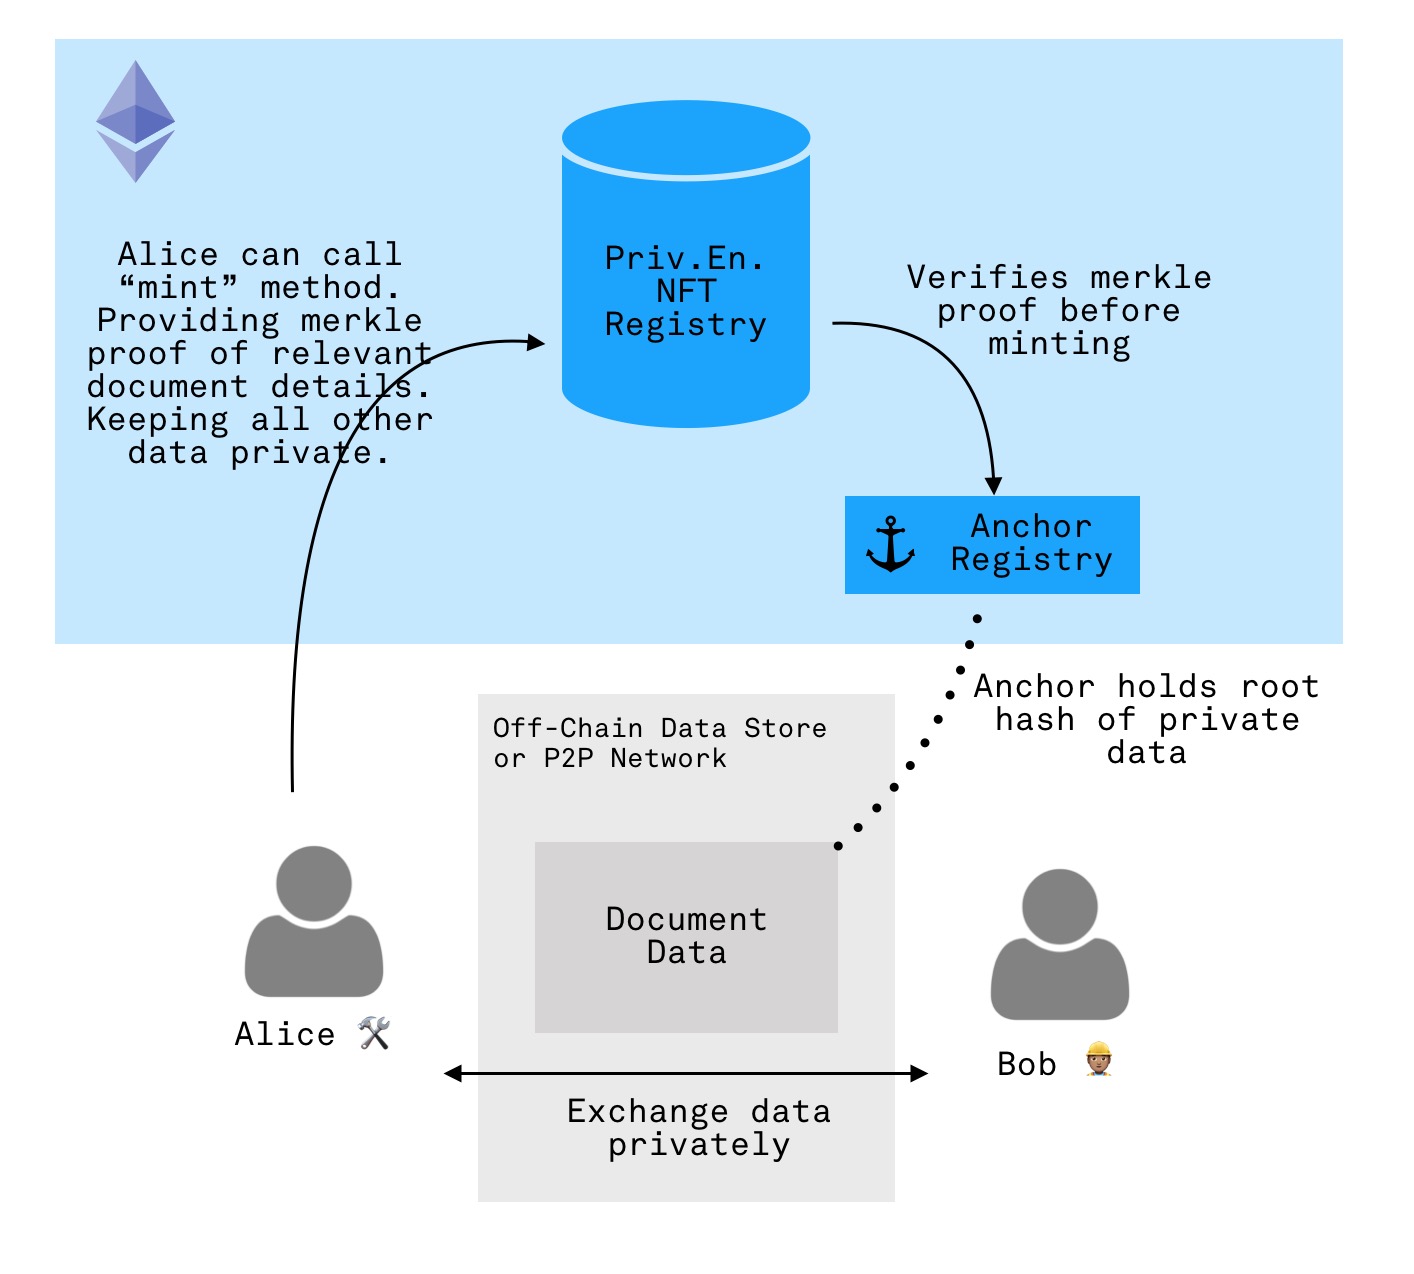 Alice can call
“mint” method.
Providing merkle
proof of relevant
document details.
Keeping all other
data private.
Priv.En.
NFT
Registry
Verifies merkle
proof before
minting
Anchor
Registry
Anchor holds root
hash of private
data
Off-Chain Data Store
or P2P Network
Document
Data
Alice
Bob
Exchange data
privately